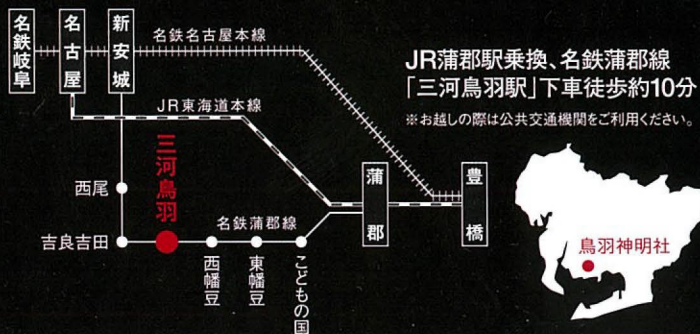 名鉄岐阜
名古屋
新安城
名鉄名古屋本線
JR東海道本線
三河鳥羽
西尾
吉良吉田
名鉄蒲郡線
西幡豆
東幡豆
こどもの国
蒲郡
豊橋
JR蒲郡駅乗換、名鉄蒲郡線
「三河鳥羽駅」下車徒歩約10分
※お越しの際は公共交通機関をご利用ください。
鳥羽神明社